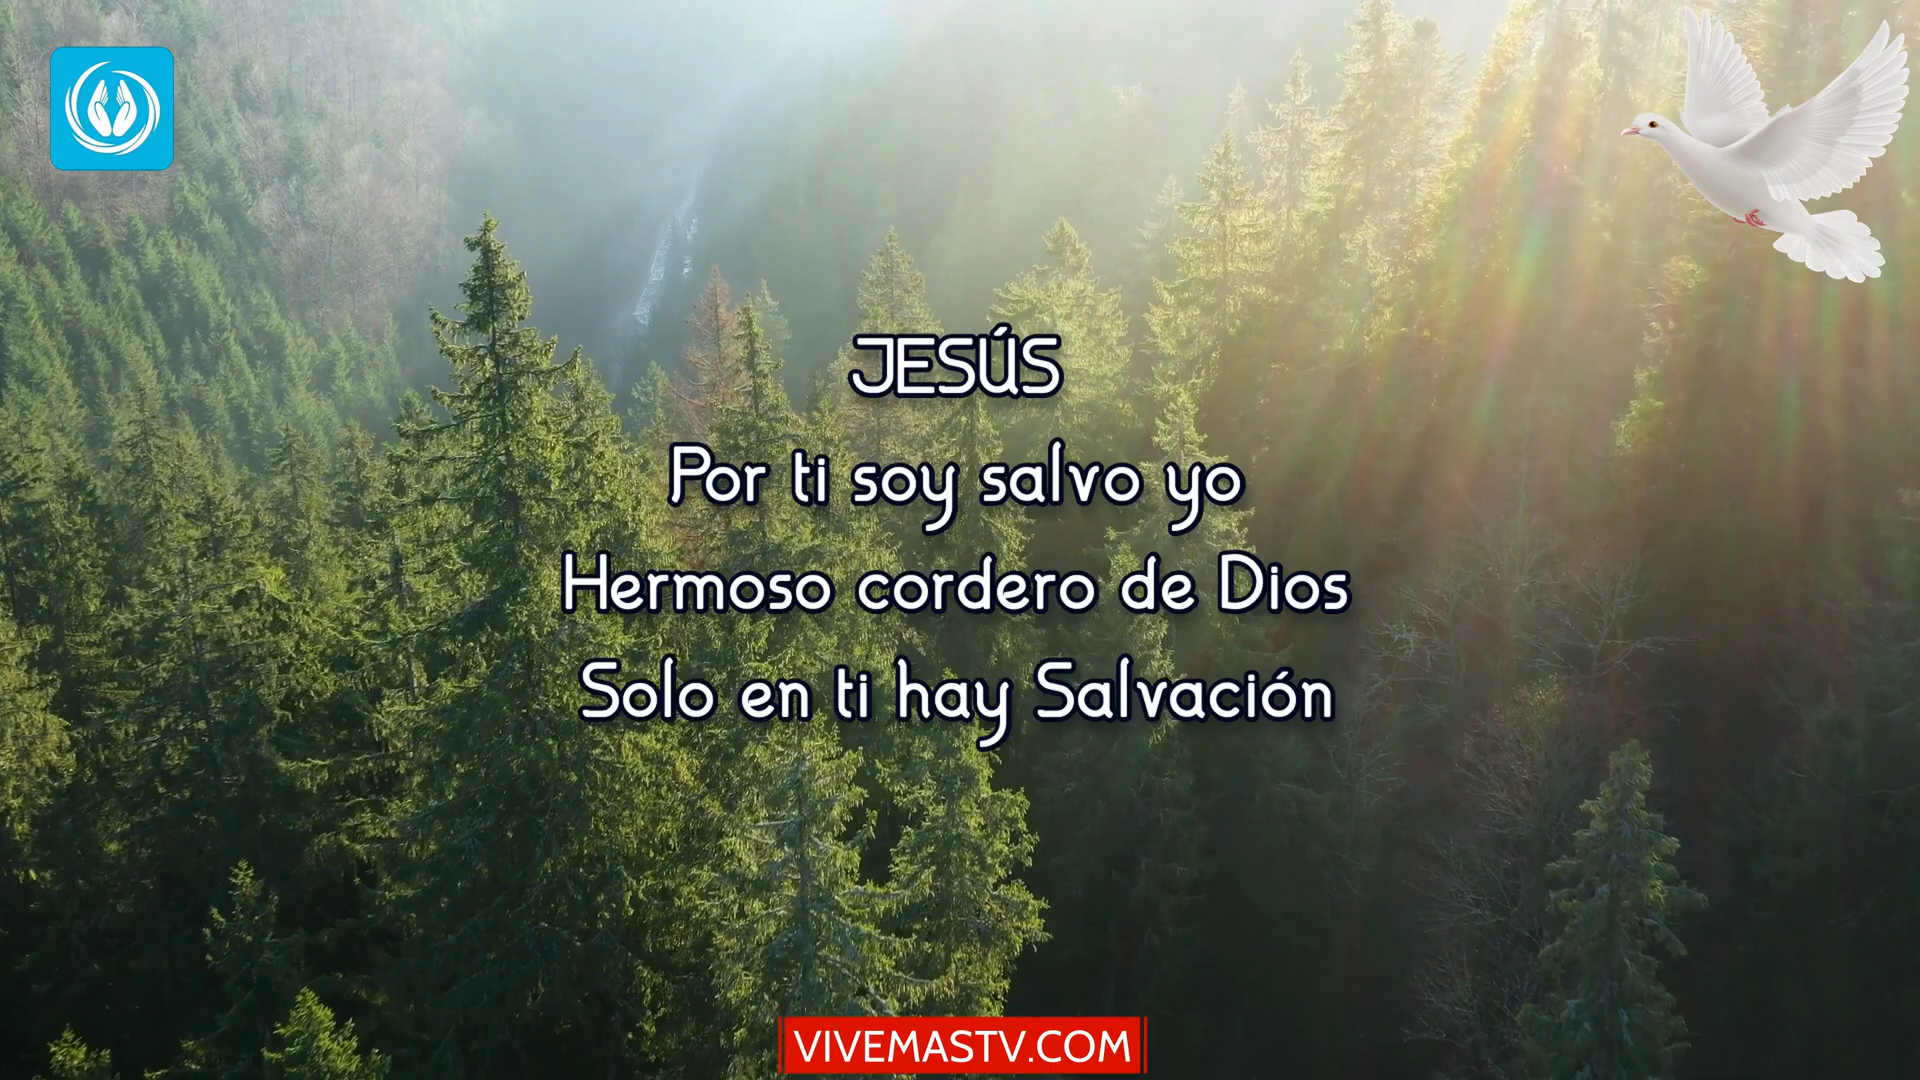 JESÚS
Por ti soy salvo yo
Hermoso cordero de Dios
Solo en ti hay Salvación
VIVEMASTV.COM